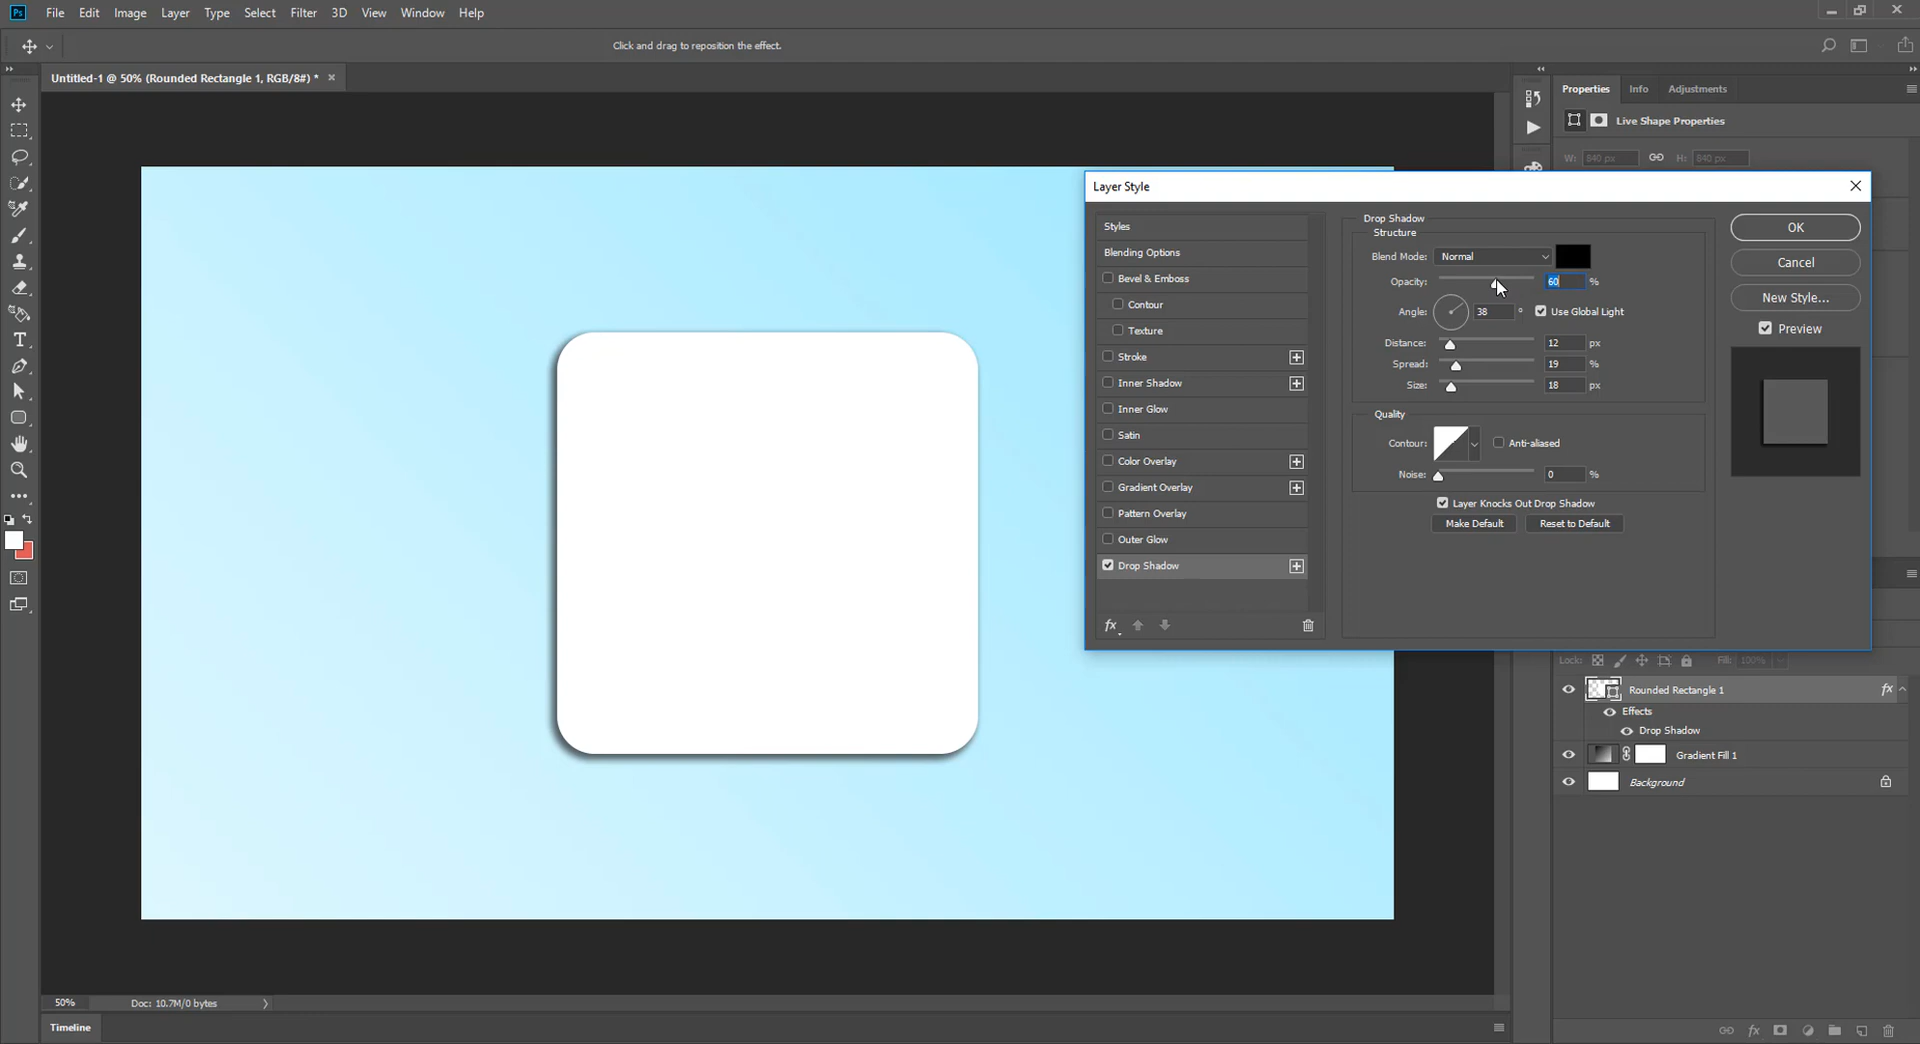 Ps File Edit Image Layer Type Select Filter 3D View Window Help
Click and drag to reposition the effect.
Untitled-1 @ 50% (Rounded Rectangle 1, RGB/8#) *
Properties Info Adjustments
Live Shape Properties
W: 840 px H: 840 px
Layer Style
Styles
Blending Options
Bevel & Emboss
Contour
Texture
Stroke
Inner Shadow
Inner Glow
Satin
Color Overlay
Gradient Overlay
Pattern Overlay
Outer Glow
Drop Shadow
fx
Drop Shadow
Structure
Blend Mode: Normal
Opacity: 60 %
Angle: 38 ° Use Global Light
Distance: 12 px
Spread: 19 %
Size: 18 px
Quality
Contour: Anti-aliased
Noise: 0 %
Layer Knocks Out Drop Shadow
Make Default Reset to Default
OK
Cancel
New Style...
Preview
Lock: Fill: 100%
Rounded Rectangle 1 fx
Effects
Drop Shadow
Gradient Fill 1
Background
50% Doc: 10.7M/0 bytes
Timeline
fx